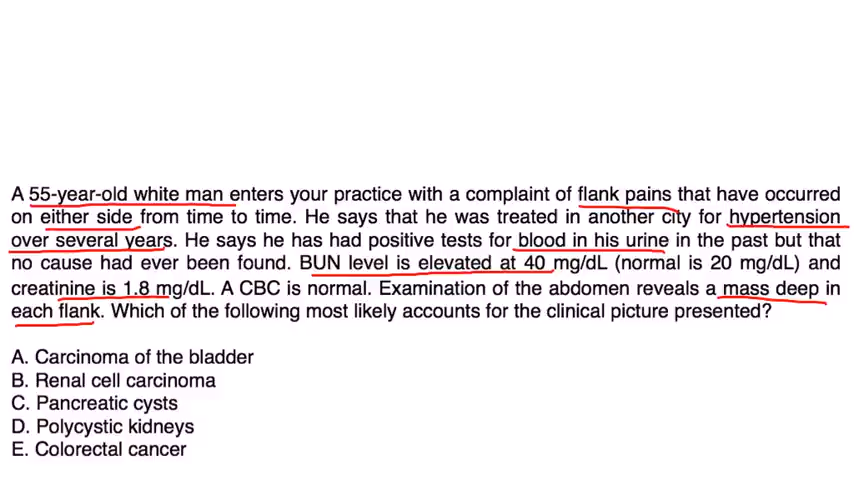 A 55-year-old white man enters your practice with a complaint of flank pains that have occurred
on either side from time to time. He says that he was treated in another city for hypertension
over several years. He says he has had positive tests for blood in his urine in the past but that
no cause had ever been found. BUN level is elevated at 40 mg/dL (normal is 20 mg/dL) and
creatinine is 1.8 mg/dL. A CBC is normal. Examination of the abdomen reveals a mass deep in
each flank. Which of the following most likely accounts for the clinical picture presented?
A. Carcinoma of the bladder
B. Renal cell carcinoma
C. Pancreatic cysts
D. Polycystic kidneys
E. Colorectal cancer